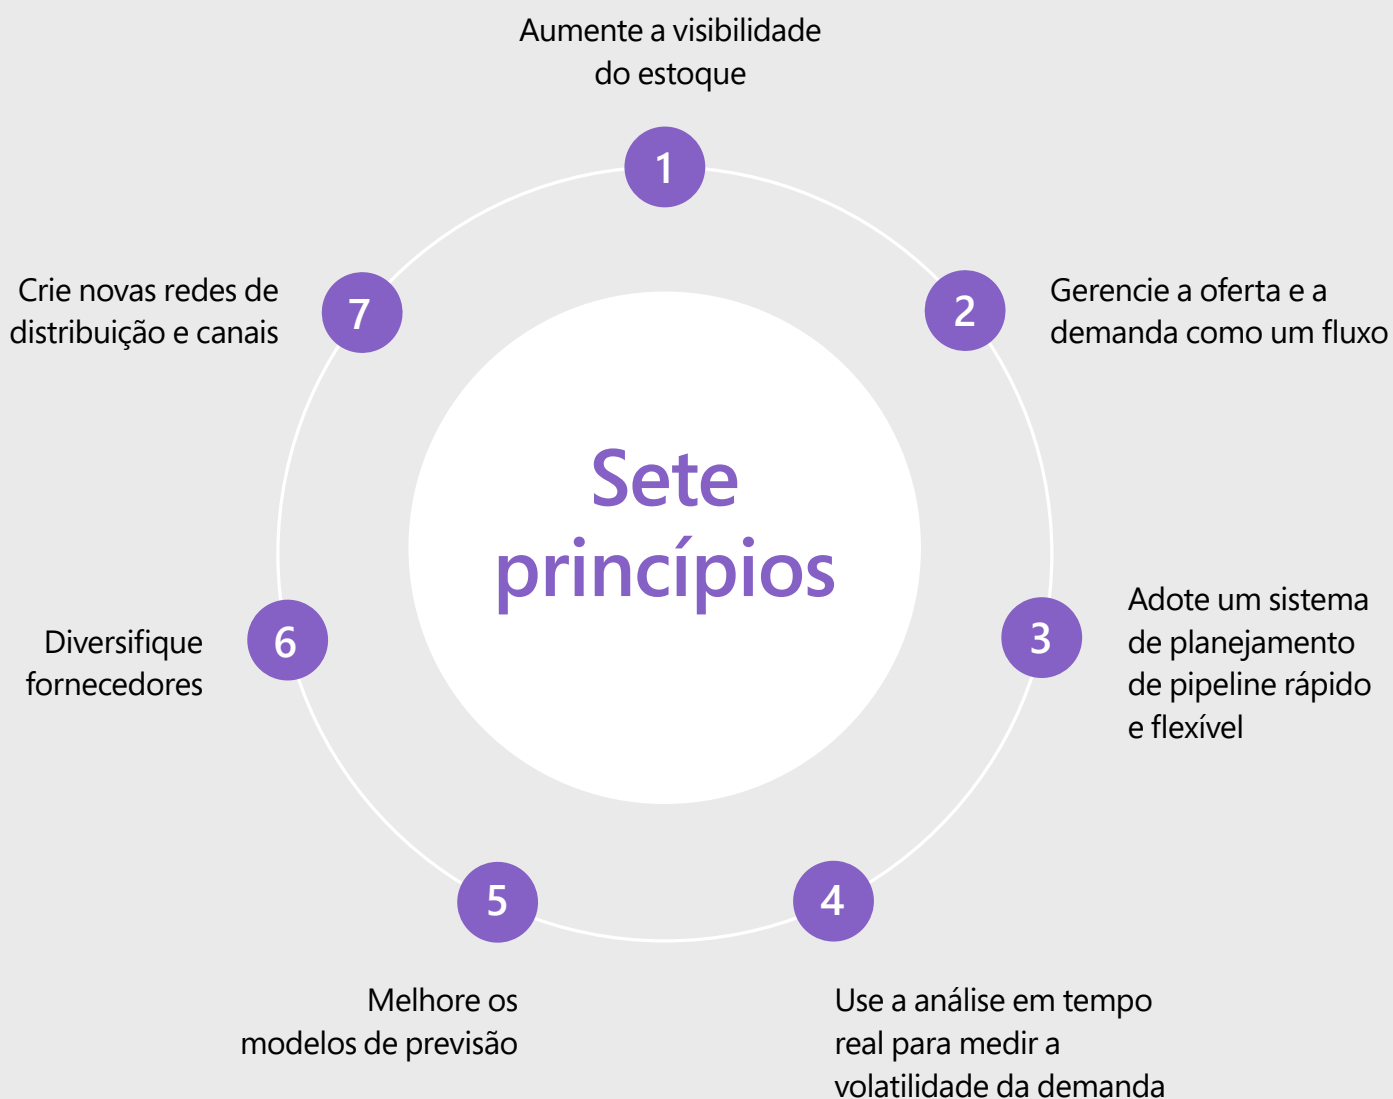 Aumente a visibilidade
do estoque
1
2
Gerencie a oferta e a
demanda como um fluxo
3
Adote um sistema
de planejamento
de pipeline rápido
e flexível
4
Use a análise em tempo
real para medir a
volatilidade da demanda
5
Melhore os
modelos de previsão
6
Diversifique
fornecedores
7
Crie novas redes de
distribuição e canais
Sete
princípios